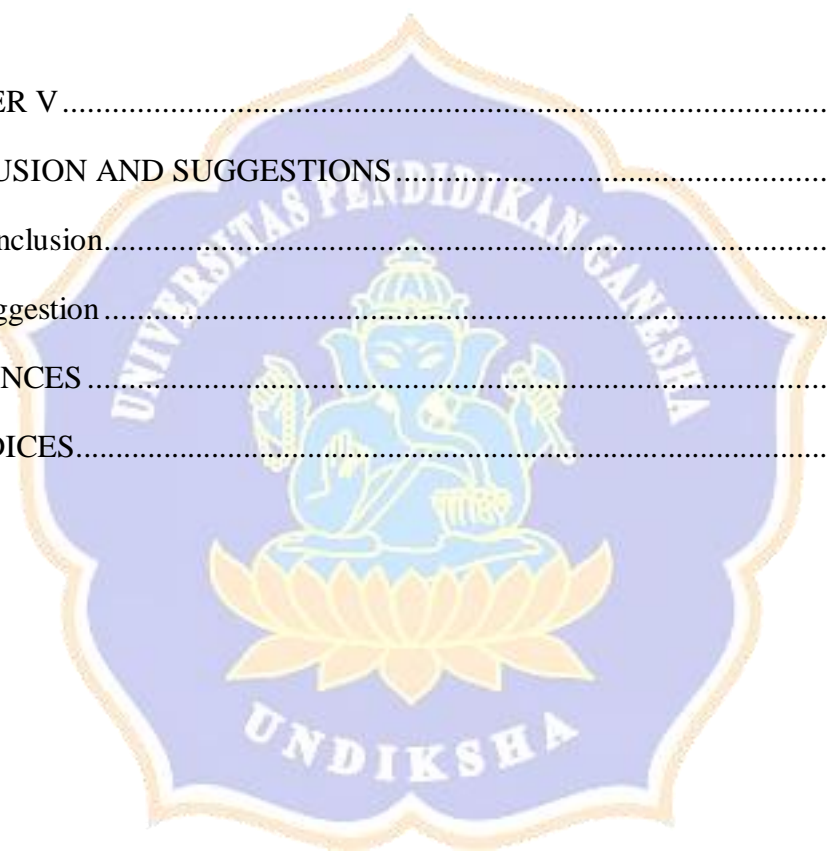 ER V................................................................
USION AND SUGGESTIONS................................................................
nclusion................................................................
ggestion................................................................
NCES................................................................
DICES................................................................
UNIVERSITAS PENDIDIKAN GANESHA
UNDIKSHA